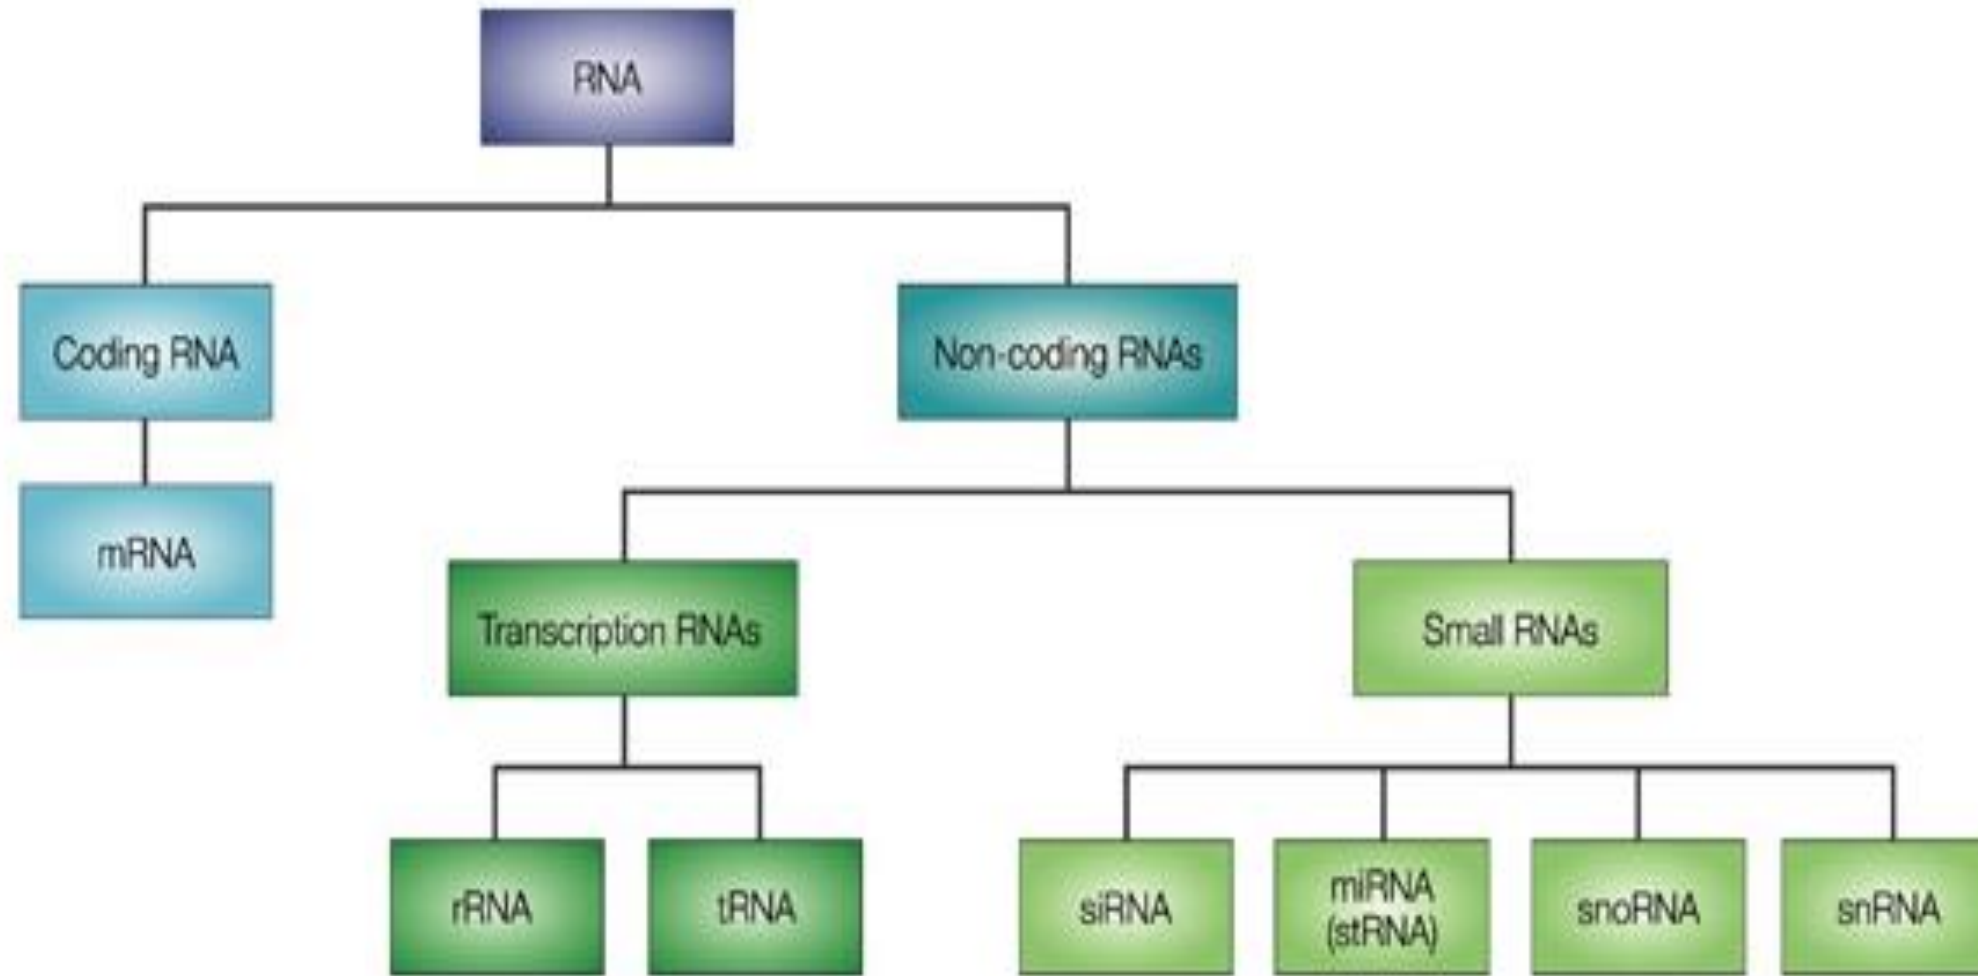 RNA
Coding RNA
Non-coding RNAs
mRNA
Transcription RNAs
Small RNAs
rRNA
tRNA
siRNA
miRNA
(stRNA)
snoRNA
snRNA